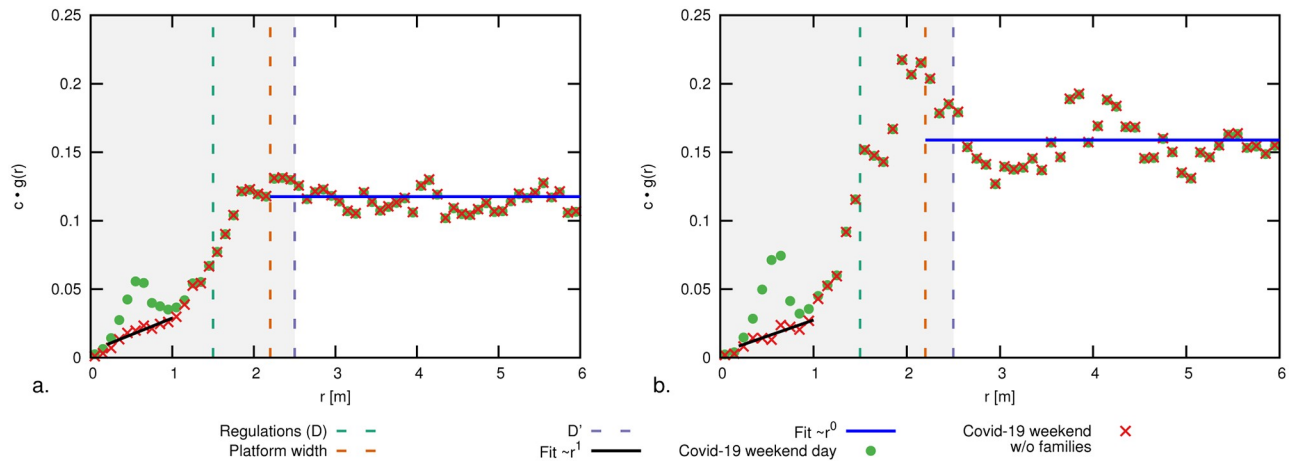 0.25
0.2
0.15
0.1
0.05
0
c • g(r)
0 1 2 3 4 5 6
r [m]
a.
0.25
0.2
0.15
0.1
0.05
0
c • g(r)
0 1 2 3 4 5 6
r [m]
b.
Regulations (D)
Platform width
D'
Fit ~r¹
Fit ~r⁰
Covid-19 weekend day
Covid-19 weekend
w/o families